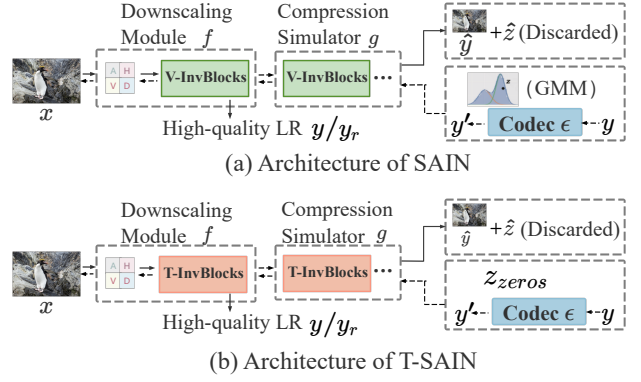 Downscaling
Module f
Compression
Simulator g
ŷ +ẑ (Discarded)
A H
V D
V-InvBlocks
V-InvBlocks
...
x
z
(GMM)
High-quality LR y/y_r
y′
Codec ϵ
y
(a) Architecture of SAIN
Downscaling
Module f
Compression
Simulator g
ŷ +ẑ (Discarded)
A H
V D
T-InvBlocks
T-InvBlocks
...
x
z_zeros
High-quality LR y/y_r
y′
Codec ϵ
y
(b) Architecture of T-SAIN